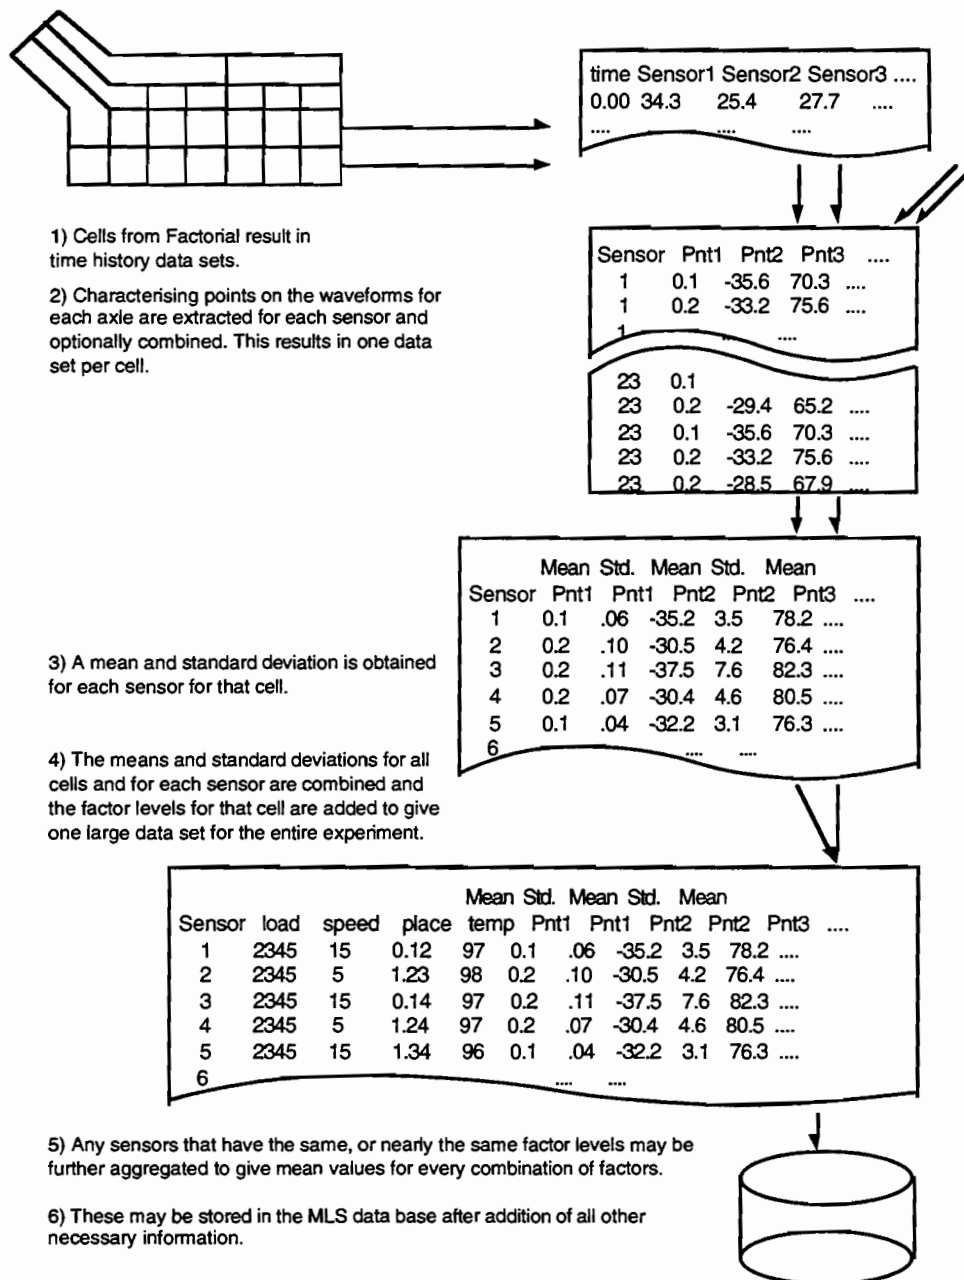 time Sensor1 Sensor2 Sensor3 ....
0.00 34.3 25.4 27.7 ....
.... .... ....
1) Cells from Factorial result in
time history data sets.
2) Characterising points on the waveforms for
each axle are extracted for each sensor and
optionally combined. This results in one data
set per cell.
Sensor Pnt1 Pnt2 Pnt3 ....
1 0.1 -35.6 70.3 ....
1 0.2 -33.2 75.6 ....
1 .... ....
23 0.1
23 0.2 -29.4 65.2 ....
23 0.1 -35.6 70.3 ....
23 0.2 -33.2 75.6 ....
23 0.2 -28.5 67.9 ....
3) A mean and standard deviation is obtained
for each sensor for that cell.
4) The means and standard deviations for all
cells and for each sensor are combined and
the factor levels for that cell are added to give
one large data set for the entire experiment.
Mean Std. Mean Std. Mean
Sensor Pnt1 Pnt1 Pnt2 Pnt2 Pnt3 ....
1 0.1 .06 -35.2 3.5 78.2 ....
2 0.2 .10 -30.5 4.2 76.4 ....
3 0.2 .11 -37.5 7.6 82.3 ....
4 0.2 .07 -30.4 4.6 80.5 ....
5 0.1 .04 -32.2 3.1 76.3 ....
6 .... ....
Mean Std. Mean Std. Mean
Sensor load speed place temp Pnt1 Pnt1 Pnt2 Pnt2 Pnt3 ....
1 2345 15 0.12 97 0.1 .06 -35.2 3.5 78.2 ....
2 2345 5 1.23 98 0.2 .10 -30.5 4.2 76.4 ....
3 2345 15 0.14 97 0.2 .11 -37.5 7.6 82.3 ....
4 2345 5 1.24 97 0.2 .07 -30.4 4.6 80.5 ....
5 2345 15 1.34 96 0.1 .04 -32.2 3.1 76.3 ....
6 .... ....
5) Any sensors that have the same, or nearly the same factor levels may be
further aggregated to give mean values for every combination of factors.
6) These may be stored in the MLS data base after addition of all other
necessary information.